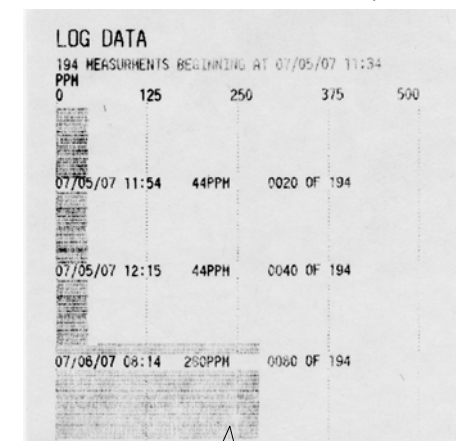 LOG DATA
194 MEASURMENTS BEGINNING AT 07/05/07 11:34
PPM
0 125 250 375 500
07/05/07 11:54 44PPM 0020 OF 194
07/05/07 12:15 44PPM 0040 OF 194
07/06/07 08:14 280PPM 0080 OF 194